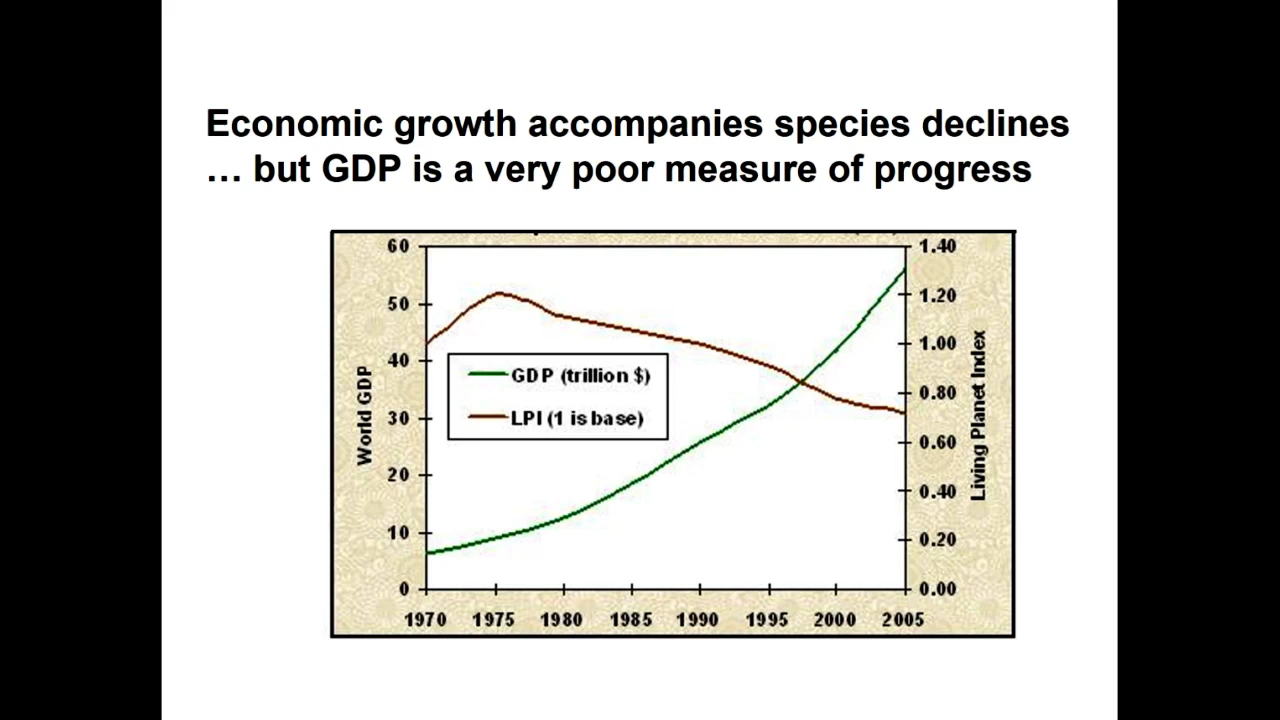 Economic growth accompanies species declines
… but GDP is a very poor measure of progress
60
50
40
30
20
10
0
World GDP
GDP (trillion $)
LPI (1 is base)
1.40
1.20
1.00
0.80
0.60
0.40
0.20
0.00
Living Planet Index
1970 1975 1980 1985 1990 1995 2000 2005